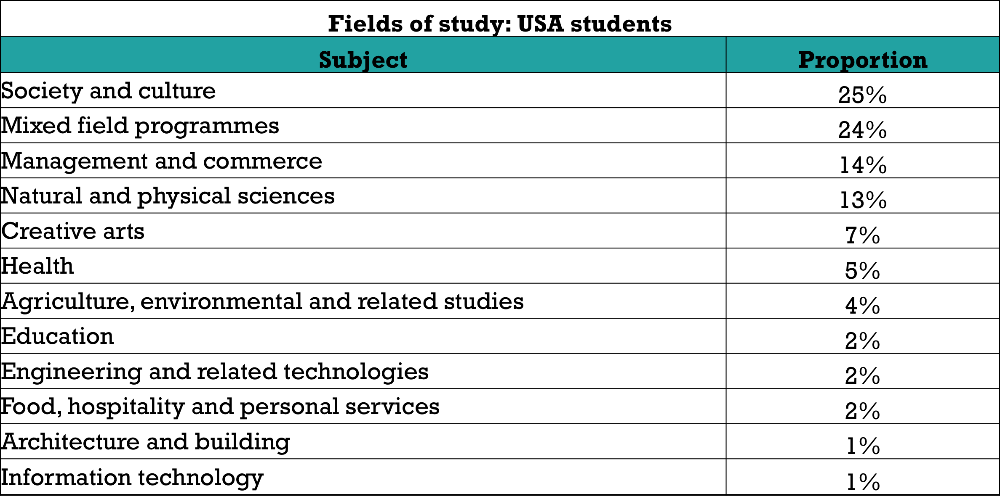 Fields of study: USA students
Subject Proportion
Society and culture 25%
Mixed field programmes 24%
Management and commerce 14%
Natural and physical sciences 13%
Creative arts 7%
Health 5%
Agriculture, environmental and related studies 4%
Education 2%
Engineering and related technologies 2%
Food, hospitality and personal services 2%
Architecture and building 1%
Information technology 1%